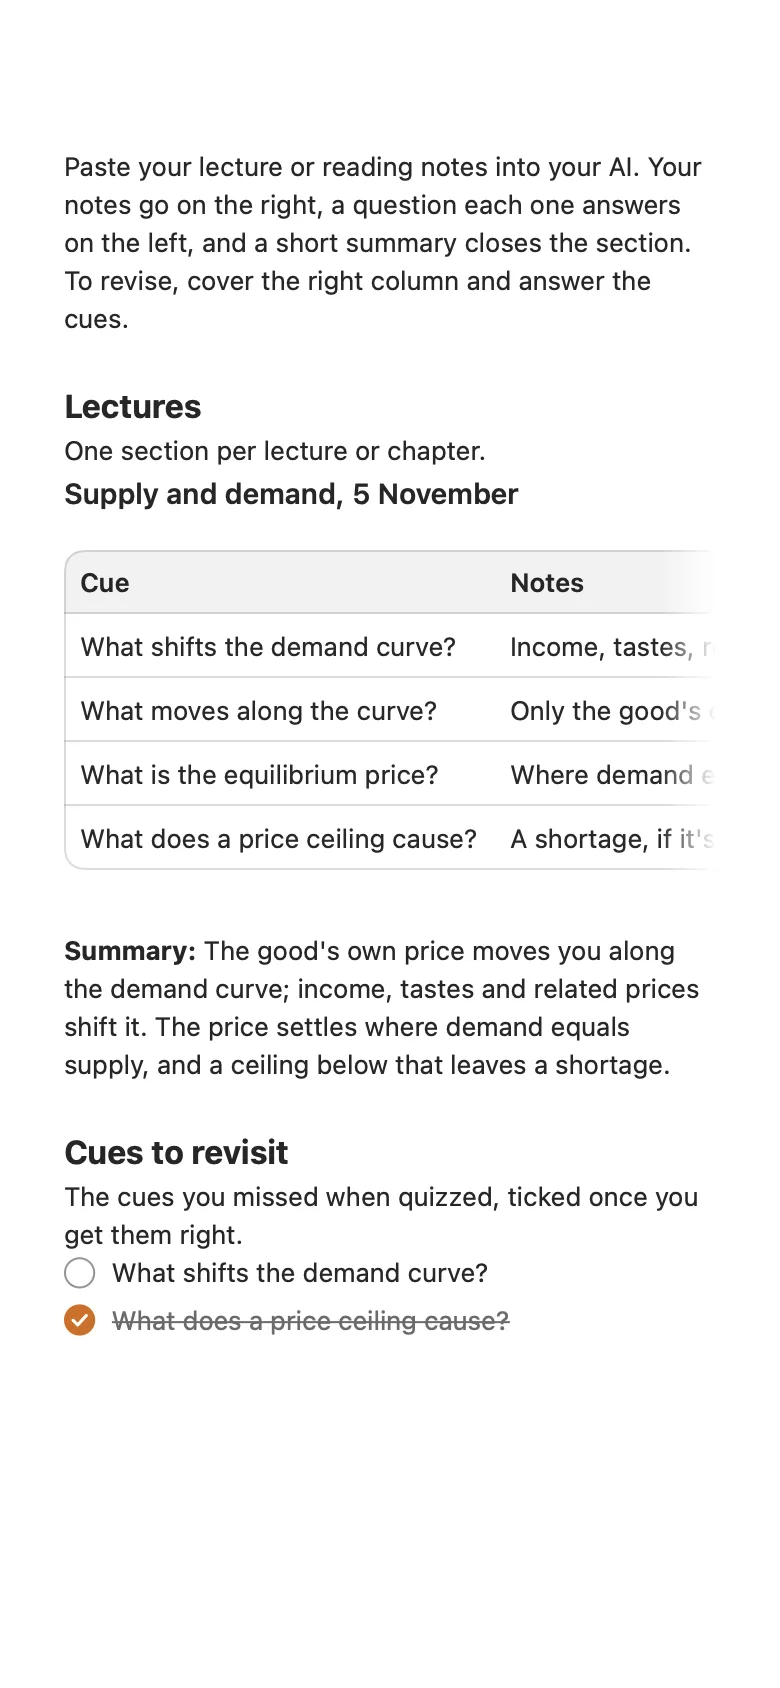 Paste your lecture or reading notes into your AI. Your
notes go on the right, a question each one answers
on the left, and a short summary closes the section.
To revise, cover the right column and answer the
cues.
Lectures
One section per lecture or chapter.
Supply and demand, 5 November
Cue Notes
What shifts the demand curve? Income, tastes,
What moves along the curve? Only the good's
What is the equilibrium price? Where demand
What does a price ceiling cause? A shortage, if it's
Summary: The good's own price moves you along
the demand curve; income, tastes and related prices
shift it. The price settles where demand equals
supply, and a ceiling below that leaves a shortage.
Cues to revisit
The cues you missed when quizzed, ticked once you
get them right.
What shifts the demand curve?
What does a price ceiling cause?